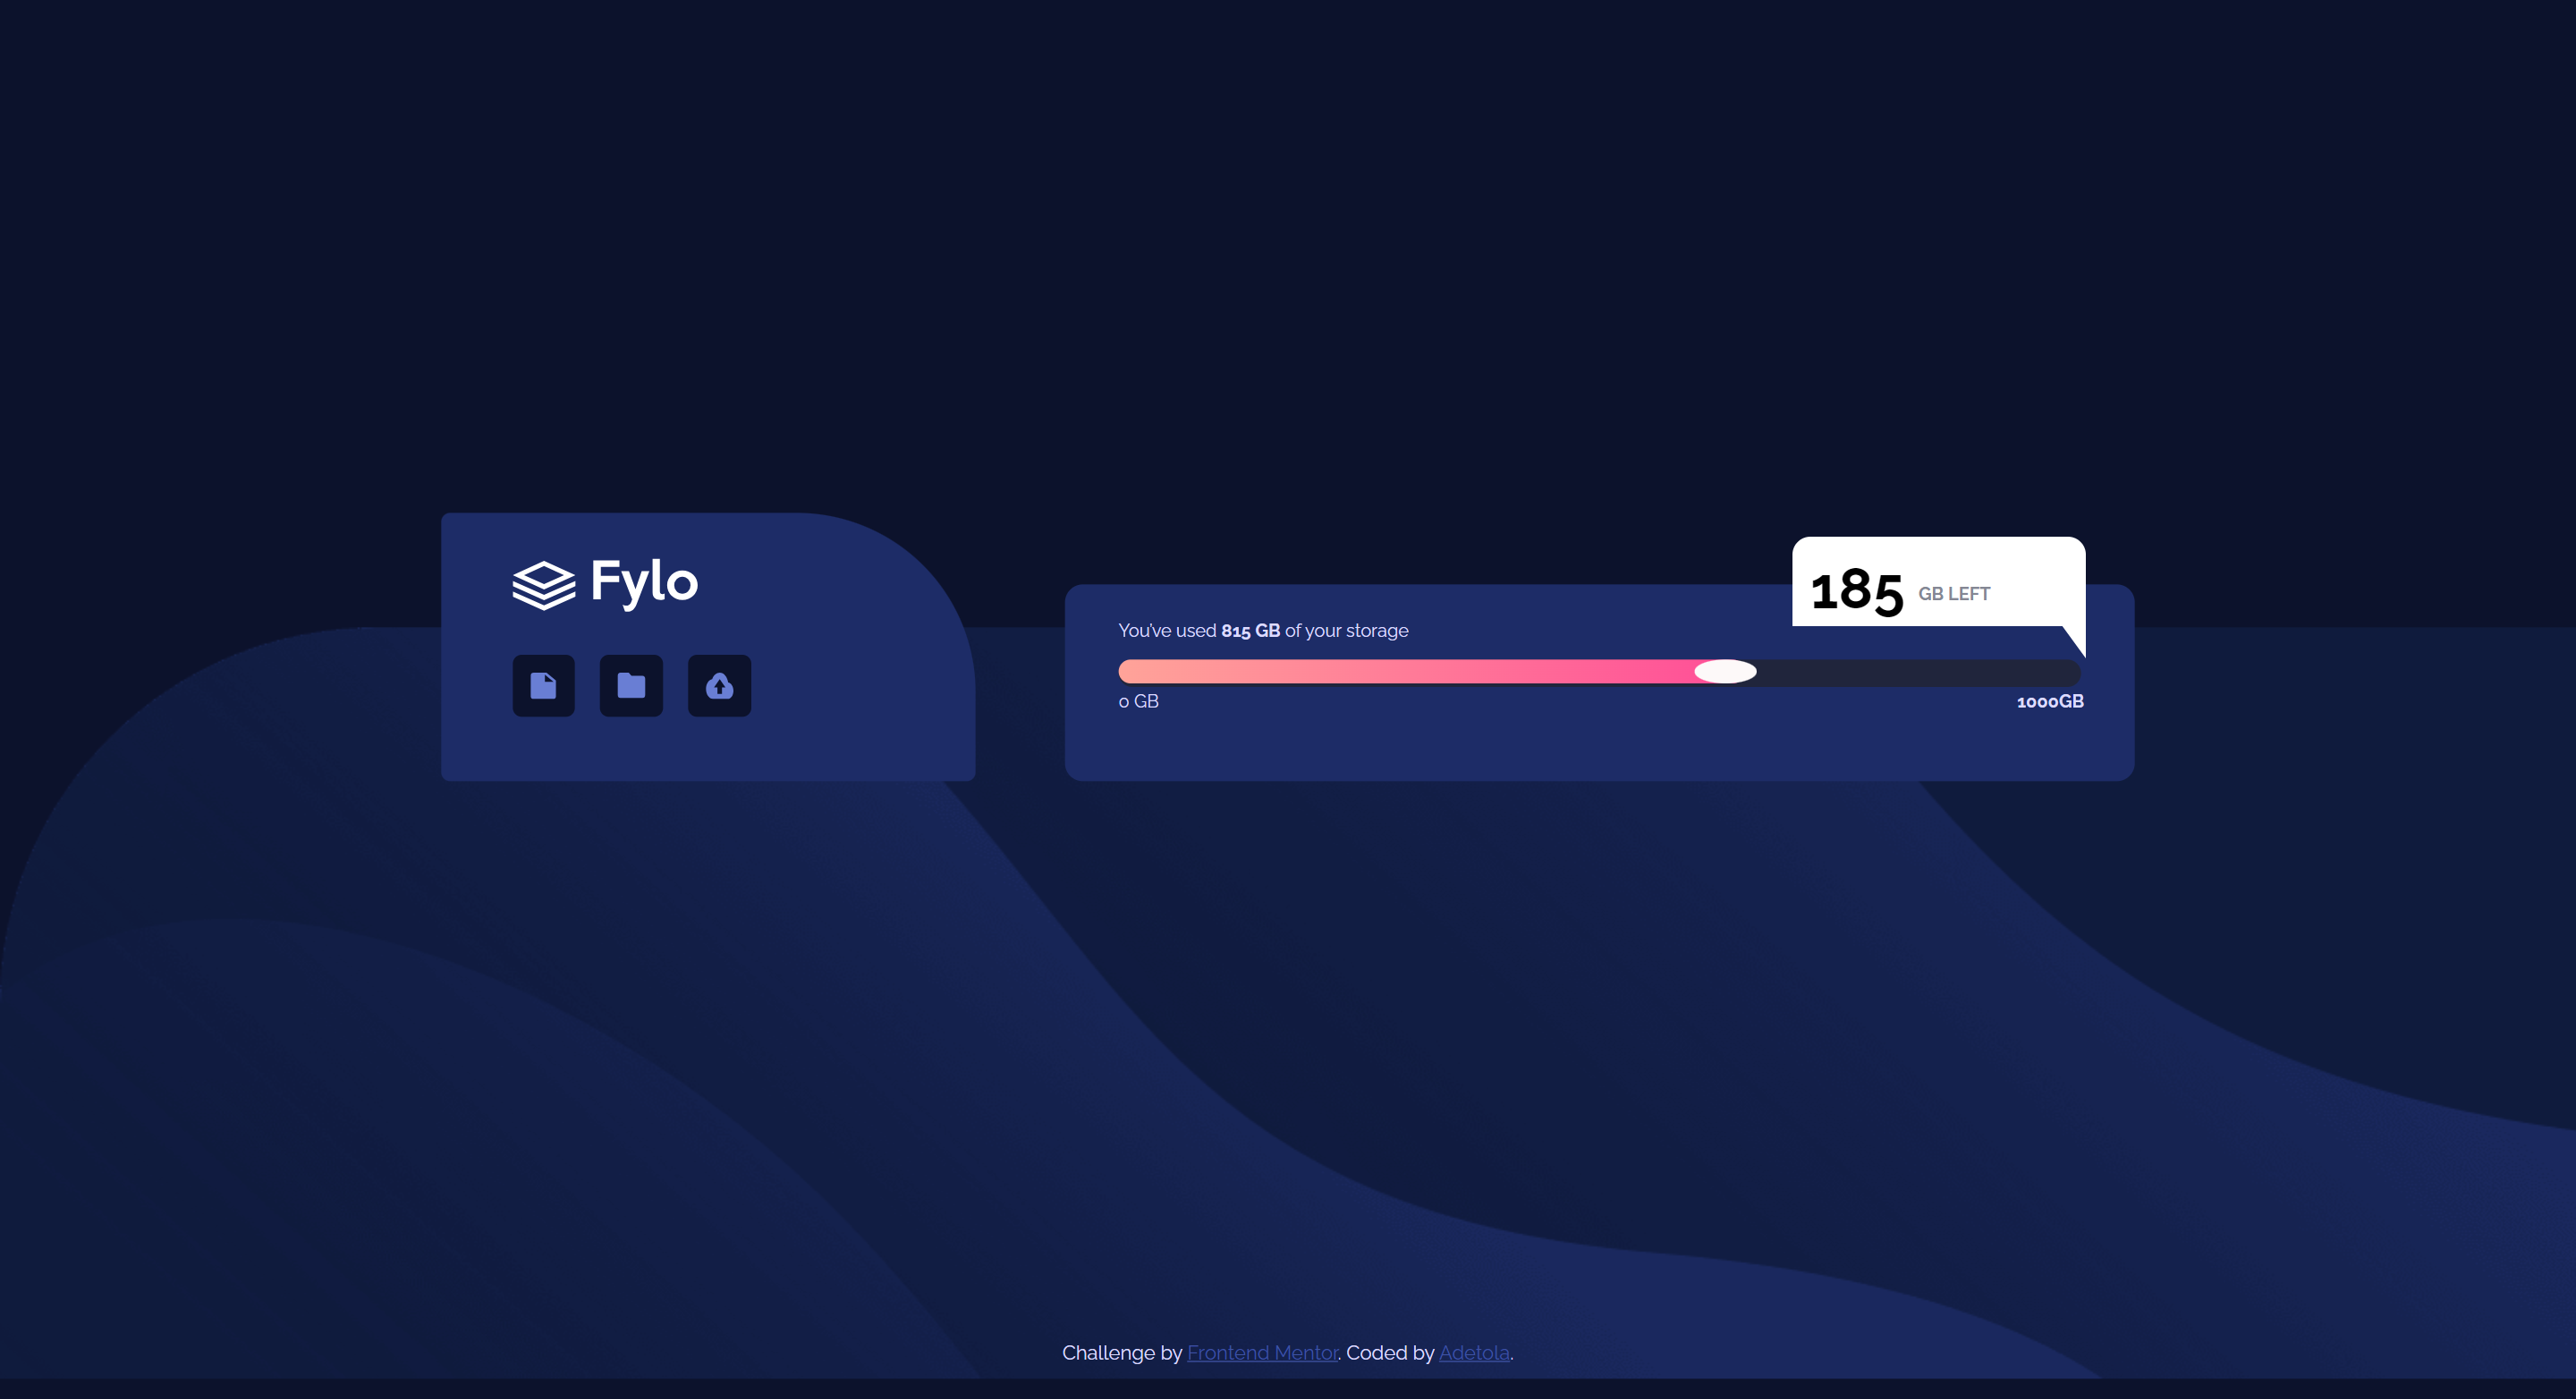 Fylo
185 GB LEFT
You've used 815 GB of your storage
0 GB
1000GB
Challenge by Frontend Mentor. Coded by Adetola.